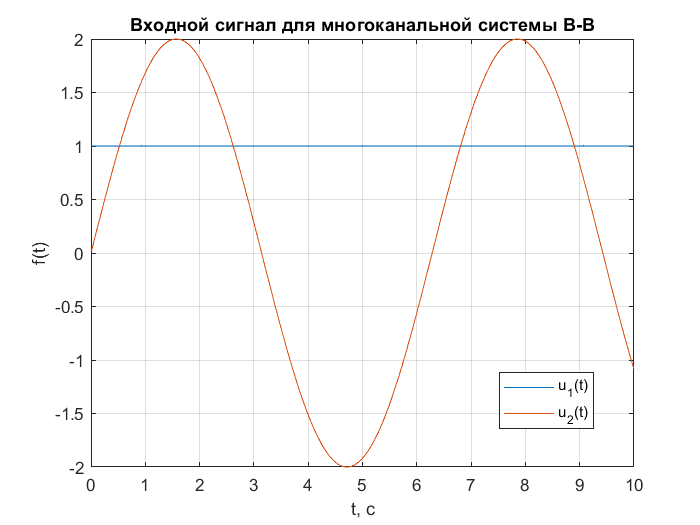 Входной сигнал для многоканальной системы В-В
f(t)
2
1.5
1
0.5
0
-0.5
-1
-1.5
-2
u1(t)
u2(t)
0 1 2 3 4 5 6 7 8 9 10
t, c